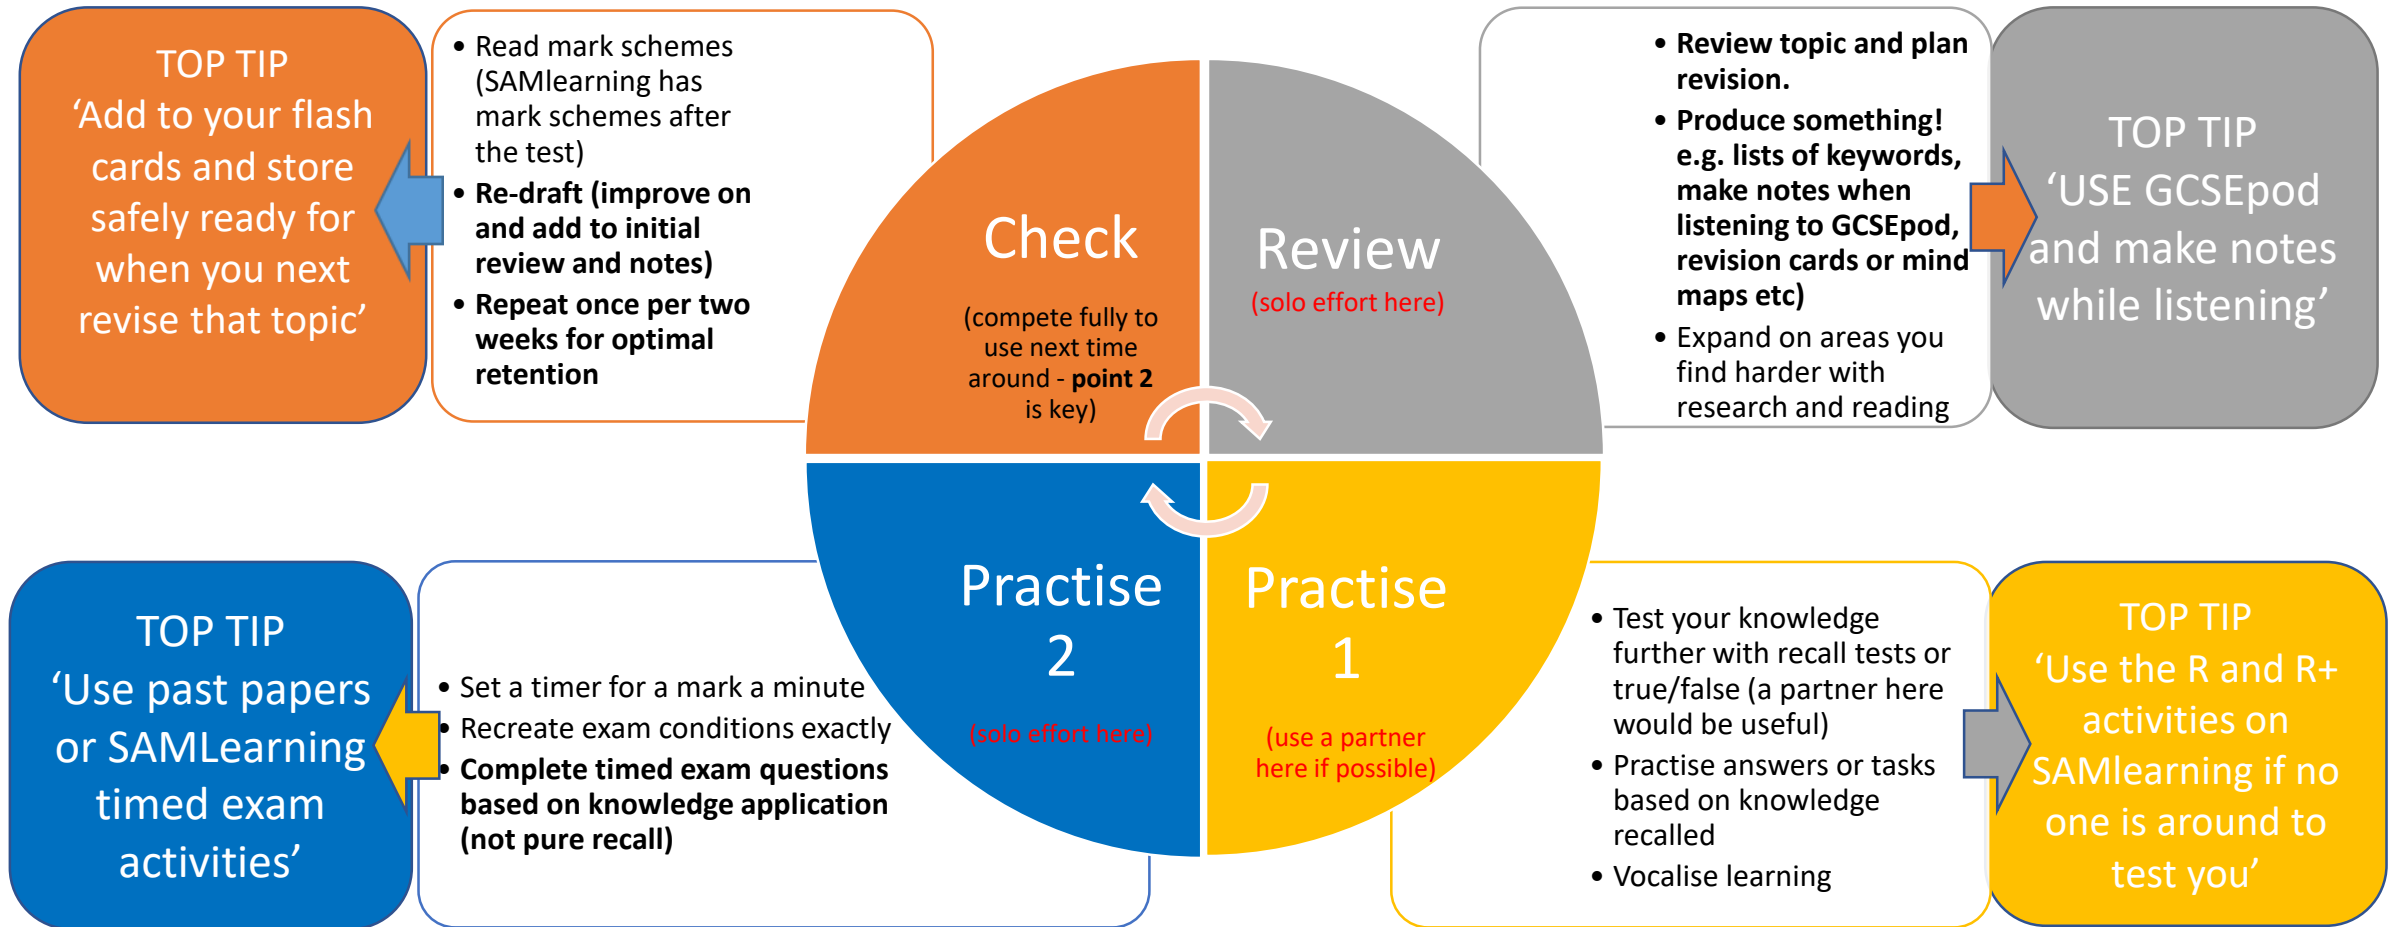 TOP TIP
‘Add to your flash
cards and store
safely ready for
when you next
revise that topic’
• Read mark schemes
(SAMlearning has
mark schemes after
the test)
• Re-draft (improve on
and add to initial
review and notes)
• Repeat once per two
weeks for optimal
retention
Check
(compete fully to
use next time
around - point 2
is key)
Review
(solo effort here)
• Review topic and plan
revision.
• Produce something!
e.g. lists of keywords,
make notes when
listening to GCSEpod,
revision cards or mind
maps etc)
• Expand on areas you
find harder with
research and reading
TOP TIP
‘USE GCSEpod
and make notes
while listening’
TOP TIP
‘Use past papers
or SAMLearning
timed exam
activities’
• Set a timer for a mark a minute
• Recreate exam conditions exactly
• Complete timed exam questions
based on knowledge application
(not pure recall)
Practise
2
(solo effort here)
Practise
1
(use a partner
here if possible)
• Test your knowledge
further with recall tests or
true/false (a partner here
would be useful)
• Practise answers or tasks
based on knowledge
recalled
• Vocalise learning
TOP TIP
‘Use the R and R+
activities on
SAMlearning if no
one is around to
test you’